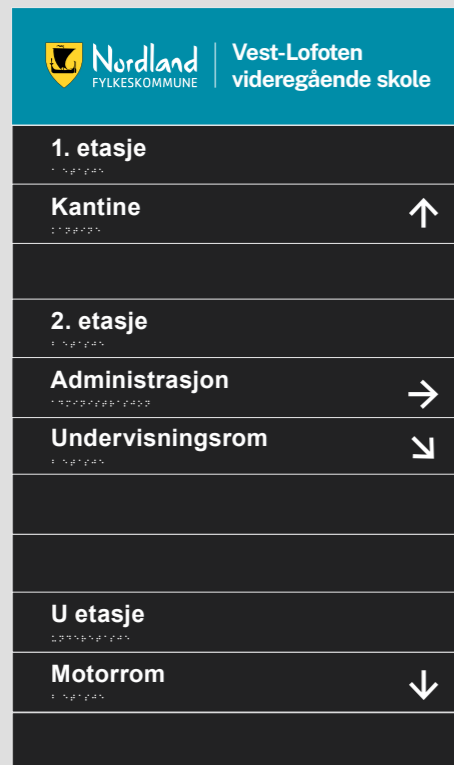 Nordland
FYLKESKOMMUNE
Vest-Lofoten
videregående skole
1. etasje
Kantine
2. etasje
Administrasjon
Undervisningsrom
U etasje
Motorrom